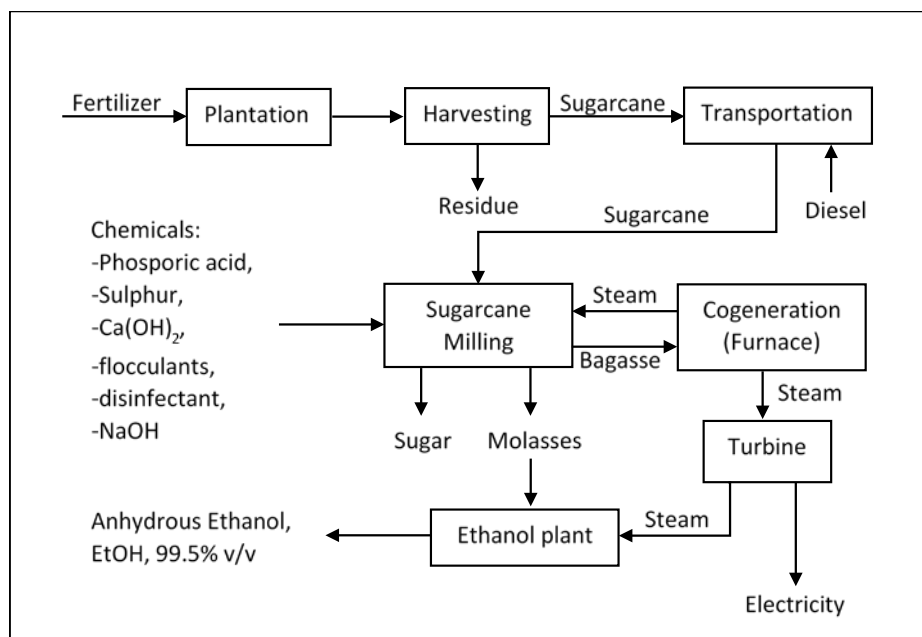 Fertilizer
Plantation
Harvesting
Sugarcane
Transportation
Residue
Diesel
Sugarcane
Chemicals:
-Phosporic acid,
-Sulphur,
-Ca(OH)2,
-flocculants,
-disinfectant,
-NaOH
Sugarcane
Milling
Steam
Bagasse
Cogeneration
(Furnace)
Steam
Sugar
Molasses
Turbine
Anhydrous Ethanol,
EtOH, 99.5% v/v
Ethanol plant
Steam
Electricity